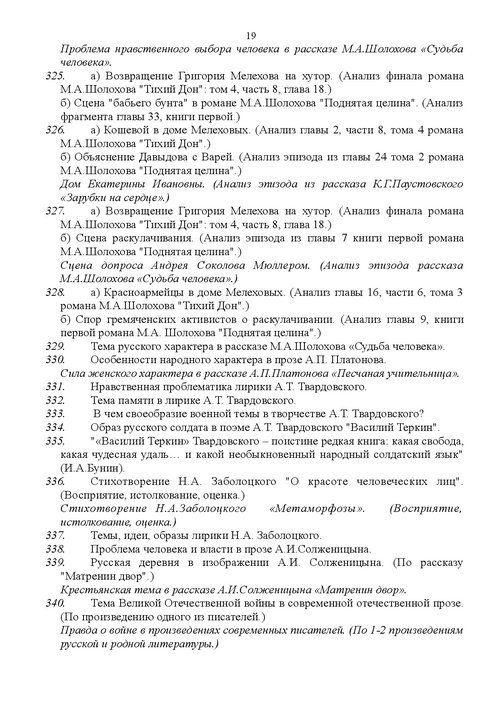 19
Проблема нравственного выбора человека в рассказе М.А.Шолохова «Судьба
человека».
325. а) Возвращение Григория Мелехова на хутор. (Анализ финала романа
М.А.Шолохова "Тихий Дон": том 4, часть 8, глава 18.)
б) Сцена "бабьего бунта" в романе М.А.Шолохова "Поднятая целина". (Анализ
фрагмента главы 33, книги первой.)
326. а) Кошевой в доме Мелеховых. (Анализ главы 2, части 8, тома 4 романа
М.А.Шолохова "Тихий Дон".)
б) Объяснение Давыдова с Варей. (Анализ эпизода из главы 24 тома 2 романа
М.А.Шолохова "Поднятая целина".)
Дом Екатерины Ивановны. (Анализ эпизода из рассказа К.Г.Паустовского
«Зарубки на сердце».)
327. а) Возвращение Григория Мелехова на хутор. (Анализ финала романа
М.А.Шолохова "Тихий Дон": том 4, часть 8, глава 18.)
б) Сцена раскулачивания. (Анализ эпизода из главы 7 книги первой романа
М.А.Шолохова "Поднятая целина".)
Сцена допроса Андрея Соколова Мюллером. (Анализ эпизода рассказа
М.А.Шолохова «Судьба человека».)
328. а) Красноармейцы в доме Мелеховых. (Анализ главы 16, части 6, тома 3
романа М.А.Шолохова "Тихий Дон".)
б) Спор гремяченских активистов о раскулачивании. (Анализ главы 9, книги
первой романа М.А. Шолохова "Поднятая целина".)
329. Тема русского характера в рассказе М.А.Шолохова «Судьба человека».
330. Особенности народного характера в прозе А.П. Платонова.
Сила женского характера в рассказе А.П.Платонова «Песчаная учительница».
331. Нравственная проблематика лирики А.Т. Твардовского.
332. Тема памяти в лирике А.Т. Твардовского.
333. В чем своеобразие военной темы в творчестве А.Т. Твардовского?
334. Образ русского солдата в поэме А.Т. Твардовского "Василий Теркин".
335. "«Василий Теркин» Твардовского – поистине редкая книга: какая свобода,
какая чудесная удаль… и какой необыкновенный народный солдатский язык"
(И.А.Бунин).
336. Стихотворение Н.А. Заболоцкого "О красоте человеческих лиц".
(Восприятие, истолкование, оценка.)
Стихотворение Н.А.Заболоцкого «Метаморфозы». (Восприятие,
истолкование, оценка.)
337. Темы, идеи, образы лирики Н.А. Заболоцкого.
338. Проблема человека и власти в прозе А.И.Солженицына.
339. Русская деревня в изображении А.И. Солженицына. (По рассказу
"Матренин двор".)
Крестьянская тема в рассказе А.И.Солженицына «Матренин двор».
340. Тема Великой Отечественной войны в современной отечественной прозе.
(По произведению одного из писателей.)
Правда о войне в произведениях современных писателей. (По 1-2 произведениям
русской и родной литературы.)